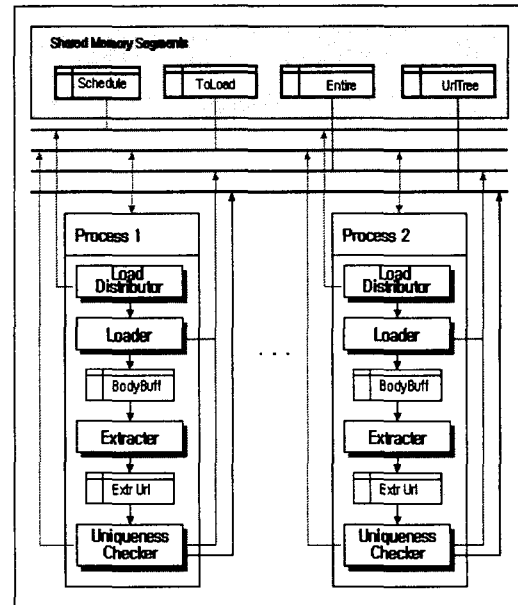 Shared Memory Segments
Schedule
ToLoad
Entire
UrlTree
Process 1
Load
Distributor
Loader
BodyBuff
Extracter
Extr Url
Uniqueness
Checker
. . .
Process 2
Load
Distributor
Loader
BodyBuff
Extracter
Extr Url
Uniqueness
Checker